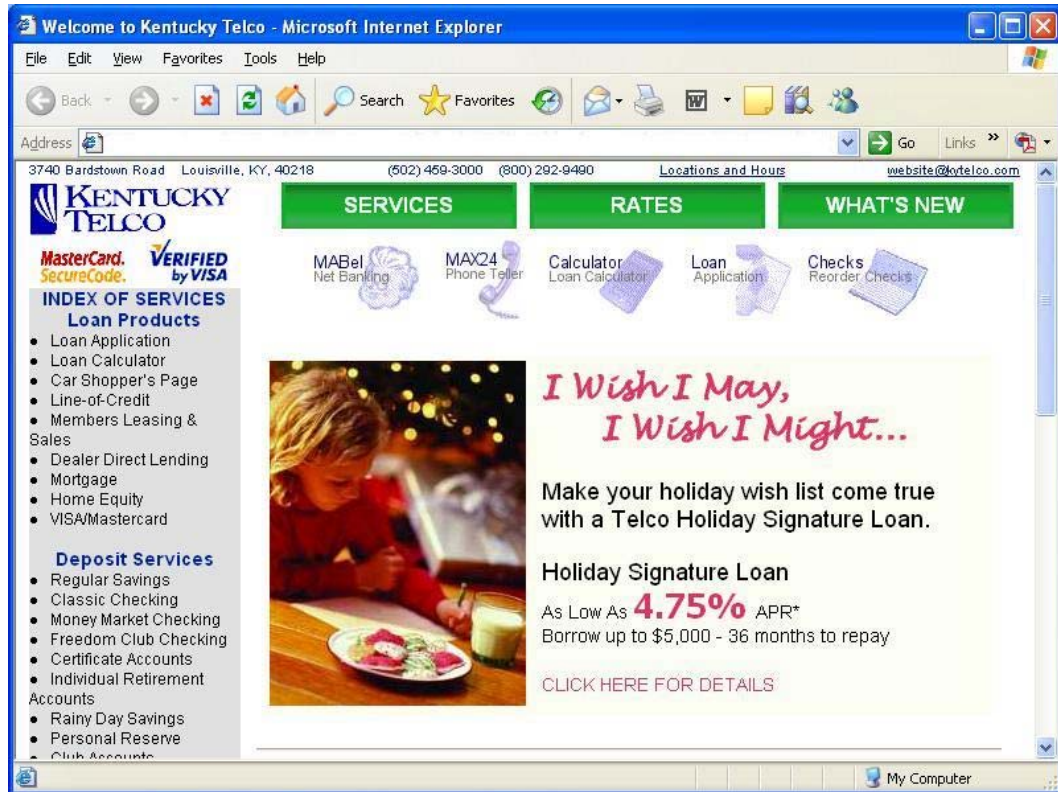 Welcome to Kentucky Telco - Microsoft Internet Explorer
File Edit View Favorites Tools Help
Back Search Favorites
Address Go Links »
3740 Bardstown Road Louisville, KY, 40218 (502) 459-3000 (800) 292-9490 Locations and Hours website@kytelco.com
KENTUCKY
TELCO
SERVICES RATES WHAT'S NEW
MasterCard. VERIFIED
SecureCode. by VISA
MABel MAX24 Calculator Loan Checks
Net Banking Phone Teller Loan Calculator Application Reorder Checks
INDEX OF SERVICES
Loan Products
• Loan Application
• Loan Calculator
• Car Shopper's Page
• Line-of-Credit
• Members Leasing &
Sales
• Dealer Direct Lending
• Mortgage
• Home Equity
• VISA/Mastercard
Deposit Services
• Regular Savings
• Classic Checking
• Money Market Checking
• Freedom Club Checking
• Certificate Accounts
• Individual Retirement
Accounts
• Rainy Day Savings
• Personal Reserve
• Club Accounts
I Wish I May,
I Wish I Might...
Make your holiday wish list come true
with a Telco Holiday Signature Loan.
Holiday Signature Loan
As Low As 4.75% APR*
Borrow up to $5,000 - 36 months to repay
CLICK HERE FOR DETAILS
My Computer